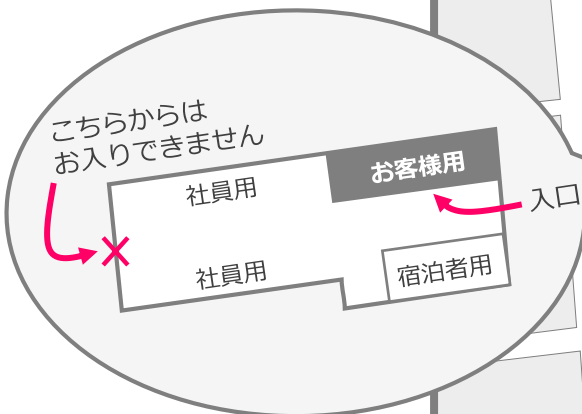 こちらからは
お入りできません
社員用
お客様用
入口
社員用
宿泊者用